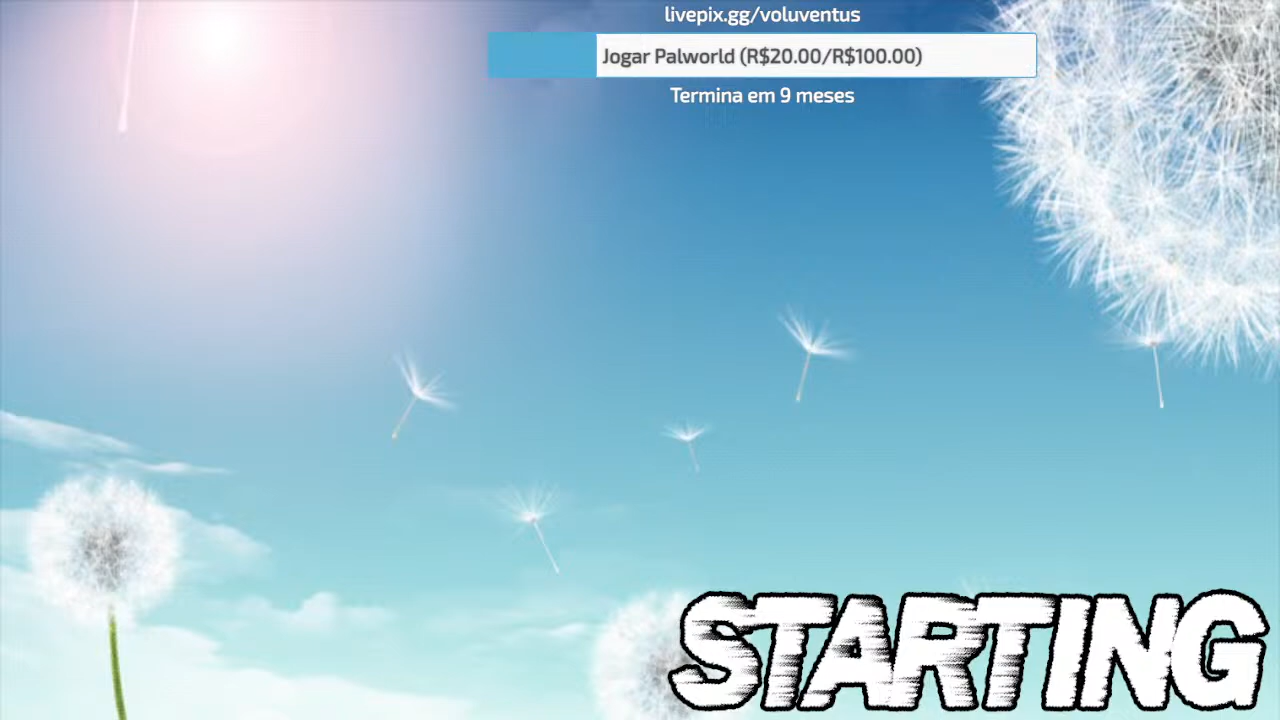 livepix.gg/voluventus
Jogar Palworld (R$20.00/R$100.00)
Termina em 9 meses
STARTING